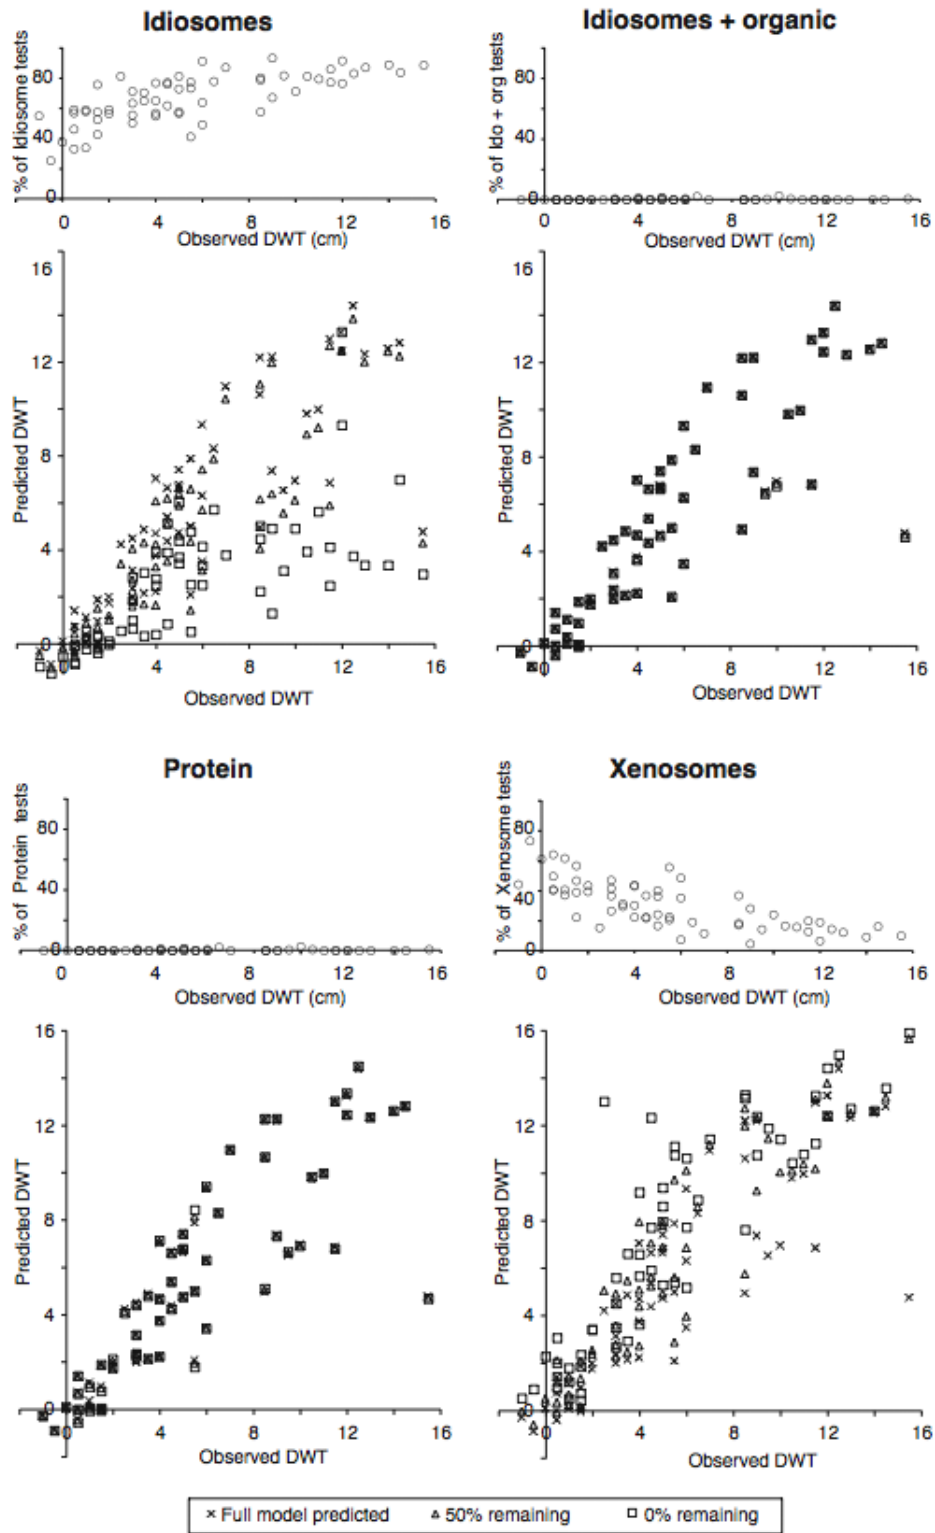 Idiosomes
Idiosomes + organic
% of Idiosome tests
80
40
0
0 4 8 12 16
Observed DWT (cm)
% of Ido + org tests
80
40
0
0 4 8 12 16
Observed DWT (cm)
Predicted DWT
16
12
8
4
0
0 4 8 12 16
Observed DWT
Predicted DWT
16
12
8
4
0
0 4 8 12 16
Observed DWT
Protein
Xenosomes
% of Protein tests
80
40
0
0 4 8 12 16
Observed DWT (cm)
% of Xenosome tests
80
40
0
0 4 8 12 16
Observed DWT (cm)
Predicted DWT
16
12
8
4
0
0 4 8 12 16
Observed DWT
Predicted DWT
16
12
8
4
0
0 4 8 12 16
Observed DWT
Full model predicted 50% remaining 0% remaining